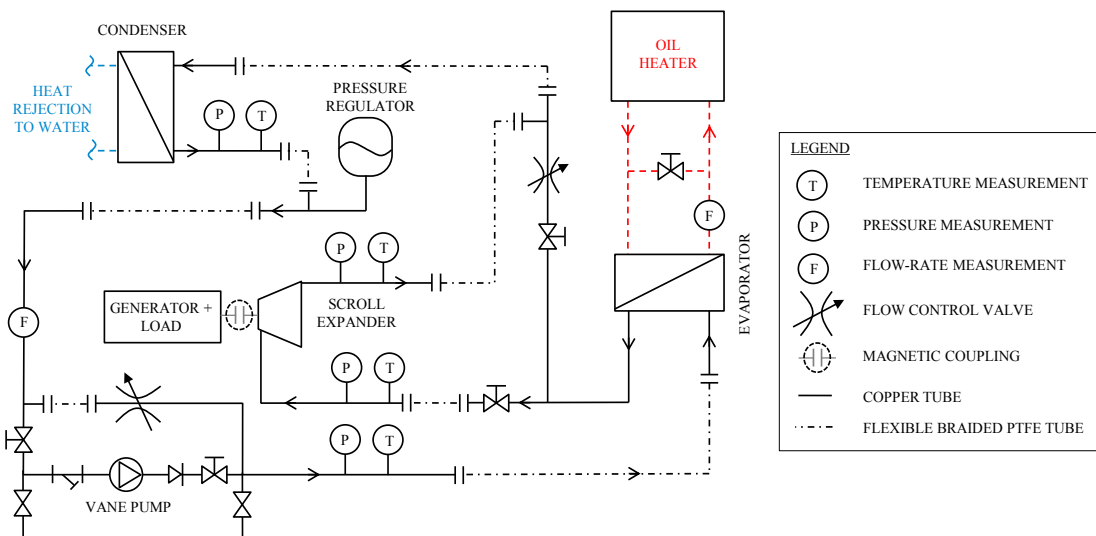 CONDENSER
HEAT
REJECTION
TO WATER
P
T
PRESSURE
REGULATOR
OIL
HEATER
F
P
T
GENERATOR +
LOAD
SCROLL
EXPANDER
EVAPORATOR
F
P
T
P
T
VANE PUMP
LEGEND
T
TEMPERATURE MEASUREMENT
P
PRESSURE MEASUREMENT
F
FLOW-RATE MEASUREMENT
FLOW CONTROL VALVE
MAGNETIC COUPLING
COPPER TUBE
FLEXIBLE BRAIDED PTFE TUBE